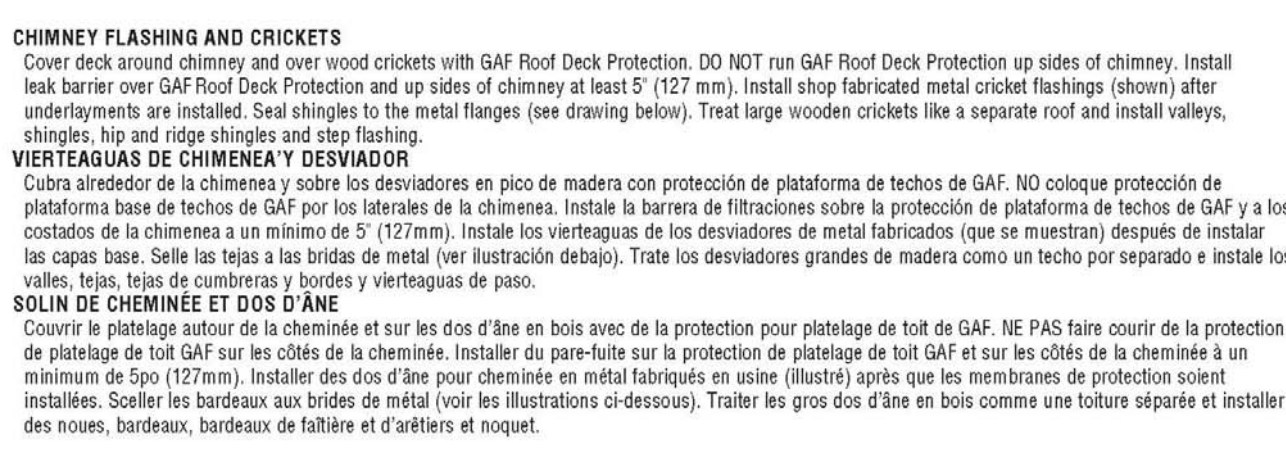 CHIMNEY FLASHING AND CRICKETS
Cover deck around chimney and over wood crickets with GAF Roof Deck Protection. DO NOT run GAF Roof Deck Protection up sides of chimney. Install
leak barrier over GAF Roof Deck Protection and up sides of chimney at least 5" (127 mm). Install shop fabricated metal cricket flashings (shown) after
underlayments are installed. Seal shingles to the metal flanges (see drawing below). Treat large wooden crickets like a separate roof and install valleys,
shingles, hip and ridge shingles and step flashing.
VIERTEAGUAS DE CHIMENEA'Y DESVIADOR
Cubra alrededor de la chimenea y sobre los desviadores en pico de madera con protección de plataforma de techos de GAF. NO coloque protección de
plataforma base de techos de GAF por los laterales de la chimenea. Instale la barrera de filtraciones sobre la protección de plataforma de techos de GAF y a los
costados de la chimenea a un mínimo de 5" (127mm). Instale los vierteaguas de los desviadores de metal fabricados (que se muestran) después de instalar
las capas base. Selle las tejas a las bridas de metal (ver ilustración debajo). Trate los desviadores grandes de madera como un techo por separado e instale los
valles, tejas, tejas de cumbreras y bordes y vierteaguas de paso.
SOLIN DE CHEMINÉE ET DOS D'ÂNE
Couvrir le platelage autour de la cheminée et sur les dos d'âne en bois avec de la protection pour platelage de toit de GAF. NE PAS faire courir de la protection
de platelage de toit GAF sur les côtés de la cheminée. Installer du pare-fuite sur la protection de platelage de toit GAF et sur les côtés de la cheminée à un
minimum de 5po (127mm). Installer des dos d'âne pour cheminée en métal fabriqués en usine (illustré) après que les membranes de protection soient
installées. Sceller les bardeaux aux brides de métal (voir les illustrations ci-dessous). Traiter les gros dos d'âne en bois comme une toiture séparée et installer
des noues, bardeaux, bardeaux de faîtière et d'arêtiers et noquet.